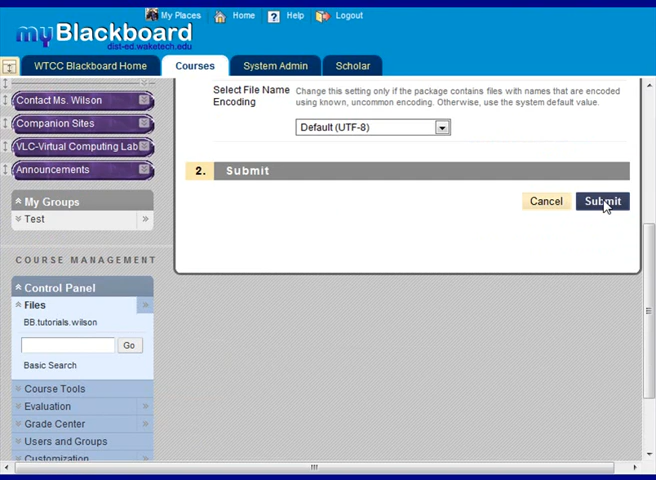 My Places Home ? Help Logout
myBlackboard
dist-ed.waketech.edu
WTCC Blackboard Home Courses System Admin Scholar
Contact Ms. Wilson
Companion Sites
VLC-Virtual Computing Lab
Announcements
My Groups
Test
COURSE MANAGEMENT
Control Panel
Files
BB.tutorials.wilson
Go
Basic Search
Course Tools
Evaluation
Grade Center
Users and Groups
Customization
Select File Name
Encoding
Change this setting only if the package contains files with names that are encoded
using known, uncommon encoding. Otherwise, use the system default value.
Default (UTF-8)
2. Submit
Cancel Submit